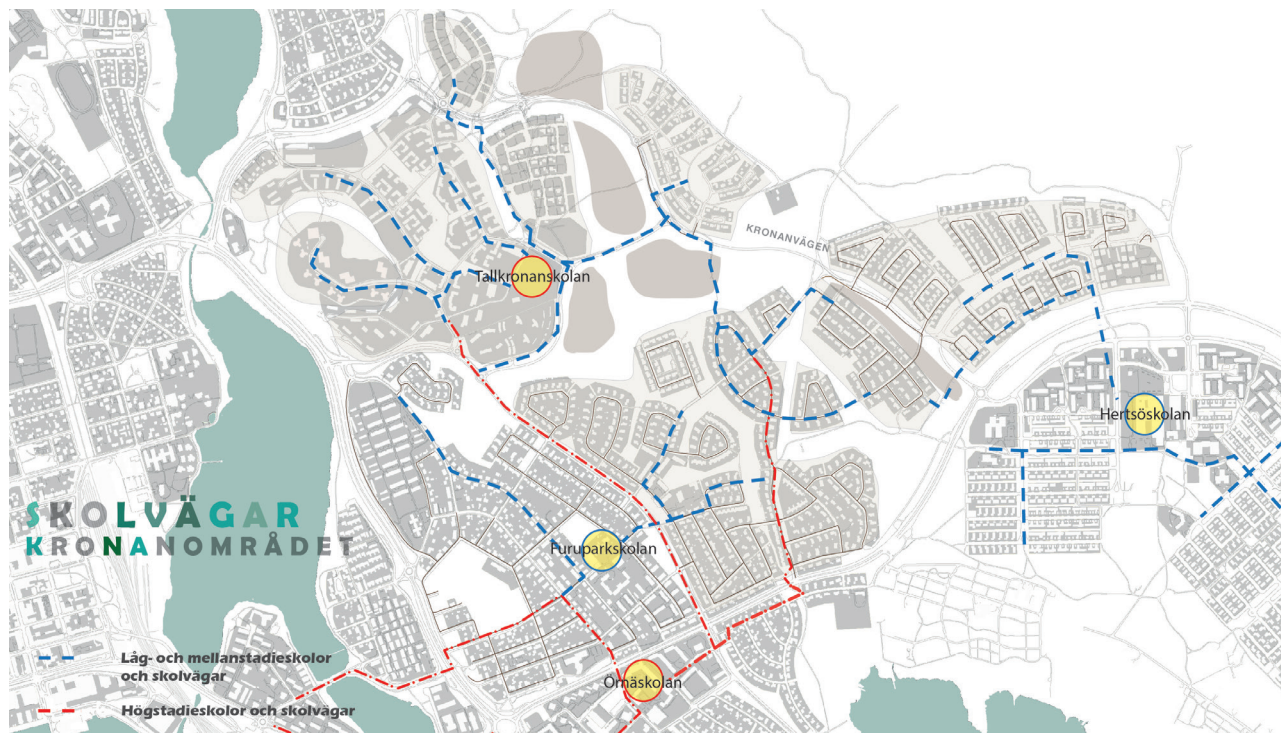 KRONANVÄGEN
Tallkronanskolan
Hertsöskolan
SKOLVÄGAR
KRONANOMRÅDET
Furuparkskolan
Örnäskolan
Låg- och mellanstadieskolor
och skolvägar
Högstadieskolor och skolvägar